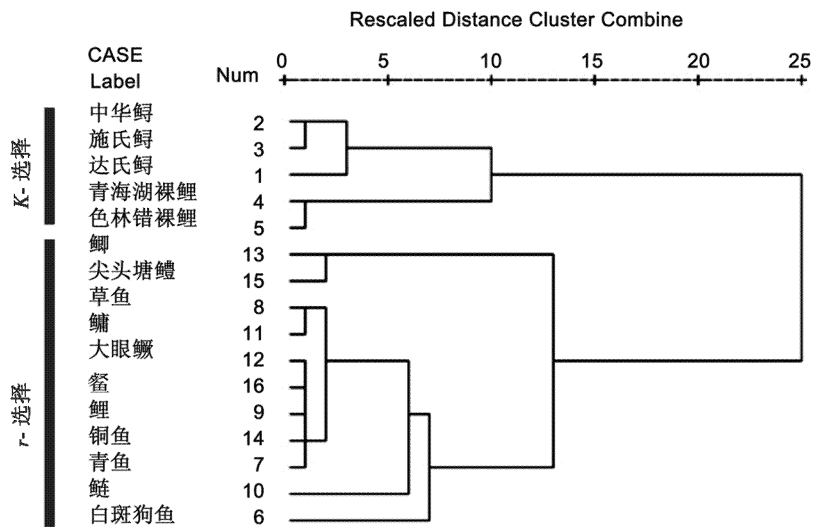 Rescaled Distance Cluster Combine
CASE
Label Num
0 5 10 15 20 25
K-选择
中华鲟 2
施氏鲟 3
达氏鲟 1
青海湖裸鲤 4
色林错裸鲤 5
r-选择
鲫 13
尖头塘鳢 15
草鱼 8
鳙 11
大眼鳜 12
䱗 16
鲤 9
铜鱼 14
青鱼 7
鲢 10
白斑狗鱼 6